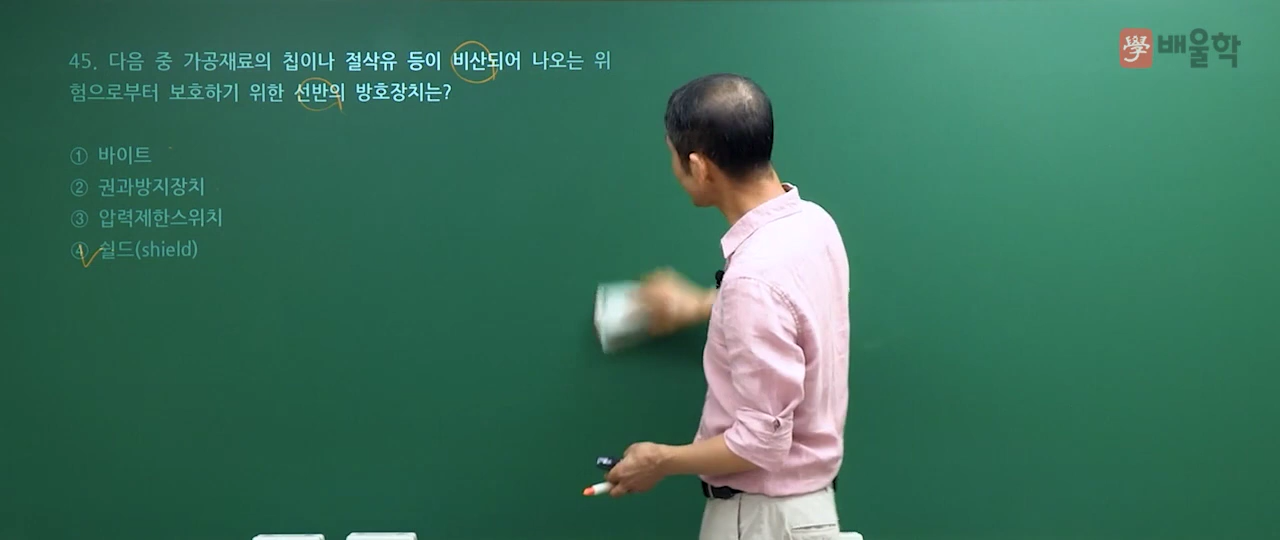 學 배울학
45. 다음 중 가공재료의 칩이나 절삭유 등이 비산되어 나오는 위
험으로부터 보호하기 위한 선반의 방호장치는?
① 바이트
② 권과방지장치
③ 압력제한스위치
④ 쉴드(shield)